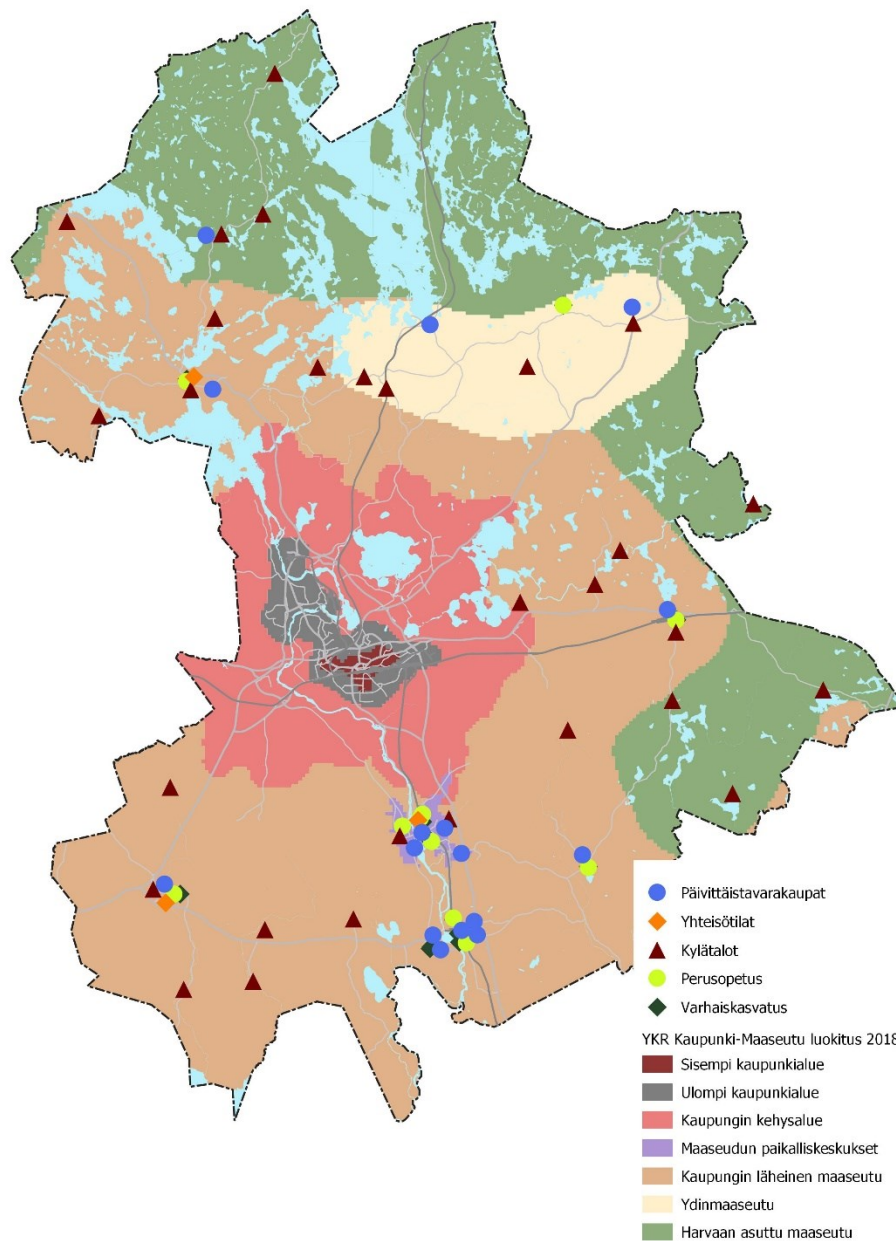 Päivittäistavarakaupat
Yhteisötilat
Kylätalot
Perusopetus
Varhaiskasvatus
YKR Kaupunki-Maaseutu luokitus 2018
Sisempi kaupunkialue
Ulompi kaupunkialue
Kaupungin kehysalue
Maaseudun paikalliskeskukset
Kaupungin läheinen maaseutu
Ydinmaaseutu
Harvaan asuttu maaseutu